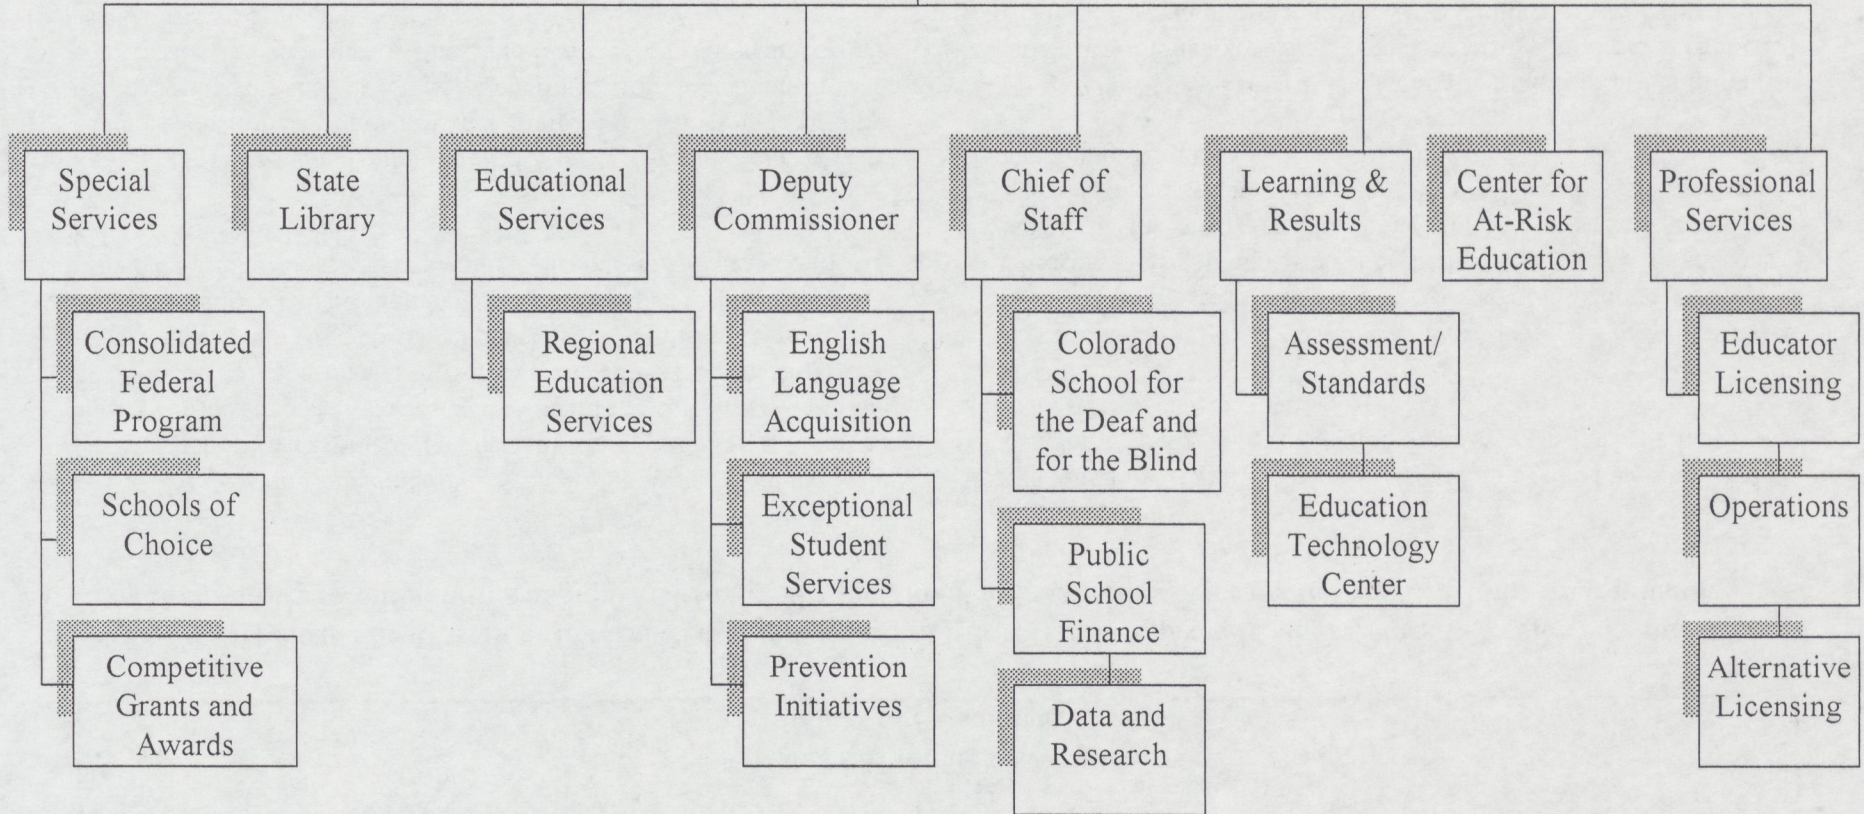 Special
Services
State
Library
Educational
Services
Deputy
Commissioner
Chief of
Staff
Learning &
Results
Center for
At-Risk
Education
Professional
Services
Consolidated
Federal
Program
Schools of
Choice
Competitive
Grants and
Awards
Regional
Education
Services
English
Language
Acquisition
Exceptional
Student
Services
Prevention
Initiatives
Colorado
School for
the Deaf and
for the Blind
Public
School
Finance
Data and
Research
Assessment/
Standards
Education
Technology
Center
Educator
Licensing
Operations
Alternative
Licensing